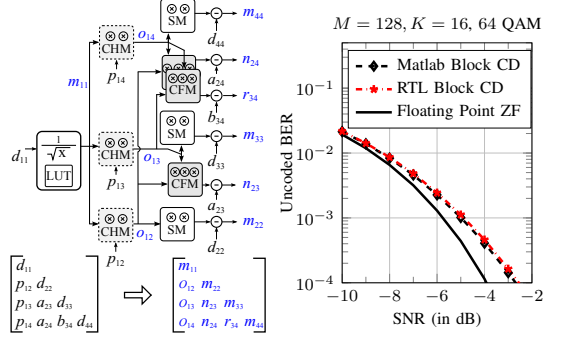 SM
m₄₄
o₁₄
CHM
d₄₄
n₂₄
p₁₄
CFM
a₂₄
r₃₄
m₁₁
b₃₄
SM
m₃₃
d₁₁
1
√x
LUT
CHM
o₁₃
d₃₃
p₁₃
CFM
n₂₃
a₂₃
CHM
o₁₂
SM
m₂₂
p₁₂
d₂₂
d₁₁
p₁₂ d₂₂
p₁₃ a₂₃ d₃₃
p₁₄ a₂₄ b₃₄ d₄₄
m₁₁
o₁₂ m₂₂
o₁₃ n₂₃ m₃₃
o₁₄ n₂₄ r₃₄ m₄₄
M = 128, K = 16, 64 QAM
Matlab Block CD
RTL Block CD
Floating Point ZF
Uncoded BER
10⁻¹
10⁻²
10⁻³
10⁻⁴
−10 −8 −6 −4 −2
SNR (in dB)